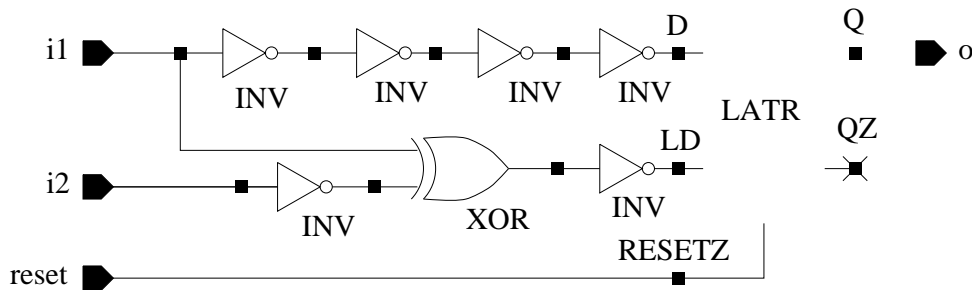 D
Q
i1
o
INV
INV
INV
INV
LATR
LD
QZ
i2
INV
XOR
INV
RESETZ
reset